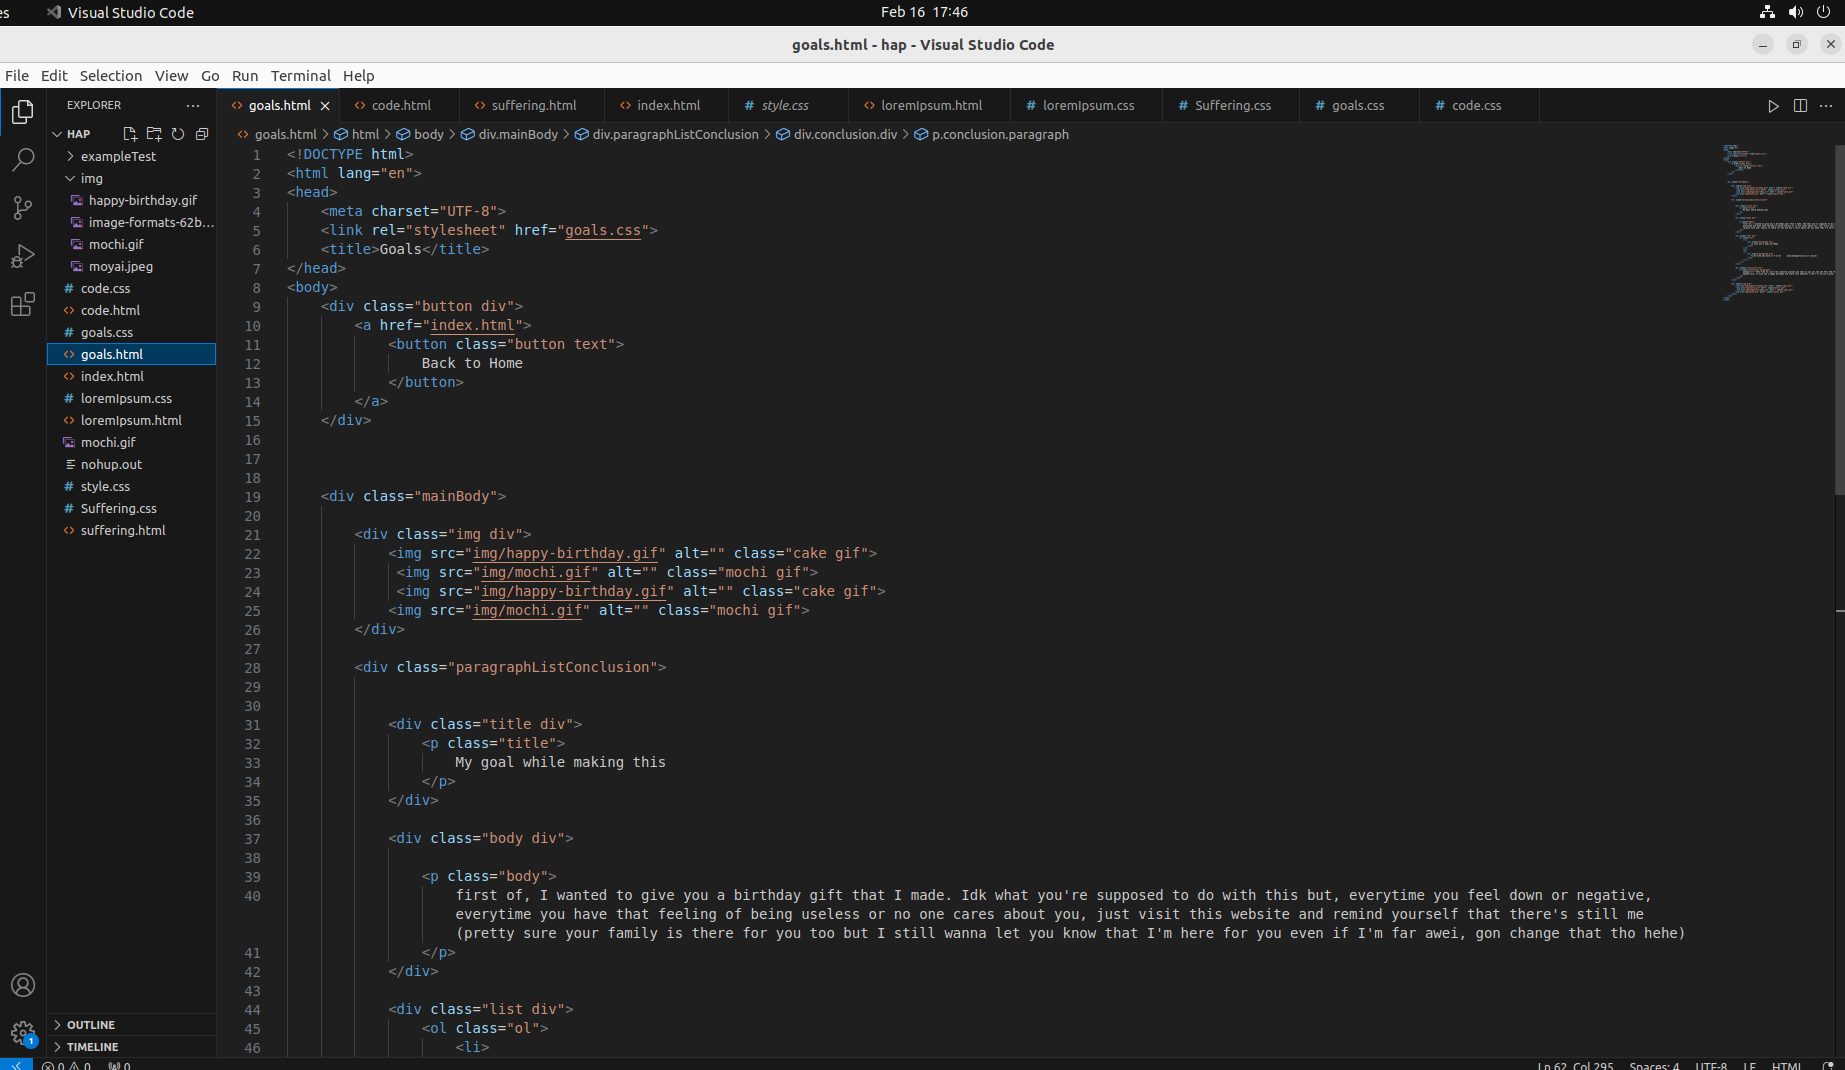 es Visual Studio Code Feb 16 17:46
goals.html - hap - Visual Studio Code
File Edit Selection View Go Run Terminal Help
EXPLORER ···
goals.html code.html suffering.html index.html style.css loremIpsum.html loremIpsum.css Suffering.css goals.css code.css
HAP
goals.html > html > body > div.mainBody > div.paragraphListConclusion > div.conclusion.div > p.conclusion.paragraph
exampleTest
img
happy-birthday.gif
image-formats-62b...
mochi.gif
moyai.jpeg
code.css
code.html
goals.css
goals.html
index.html
loremIpsum.css
loremIpsum.html
mochi.gif
nohup.out
style.css
Suffering.css
suffering.html
OUTLINE
TIMELINE
1 <!DOCTYPE html>
2 <html lang="en">
3 <head>
4 <meta charset="UTF-8">
5 <link rel="stylesheet" href="goals.css">
6 <title>Goals</title>
7 </head>
8 <body>
9 <div class="button div">
10 <a href="index.html">
11 <button class="button text">
12 Back to Home
13 </button>
14 </a>
15 </div>
16
17
18
19 <div class="mainBody">
20
21 <div class="img div">
22 <img src="img/happy-birthday.gif" alt="" class="cake gif">
23 <img src="img/mochi.gif" alt="" class="mochi gif">
24 <img src="img/happy-birthday.gif" alt="" class="cake gif">
25 <img src="img/mochi.gif" alt="" class="mochi gif">
26 </div>
27
28 <div class="paragraphListConclusion">
29
30
31 <div class="title div">
32 <p class="title">
33 My goal while making this
34 </p>
35 </div>
36
37 <div class="body div">
38
39 <p class="body">
40 first of, I wanted to give you a birthday gift that I made. Idk what you're supposed to do with this but, everytime you feel down or negative,
everytime you have that feeling of being useless or no one cares about you, just visit this website and remind yourself that there's still me
(pretty sure your family is there for you too but I still wanna let you know that I'm here for you even if I'm far awei, gon change that tho hehe)
41 </p>
42 </div>
43
44 <div class="list div">
45 <ol class="ol">
46 <li>
1
0 0 0 Ln 62, Col 295 Spaces: 4 UTF-8 LF HTML